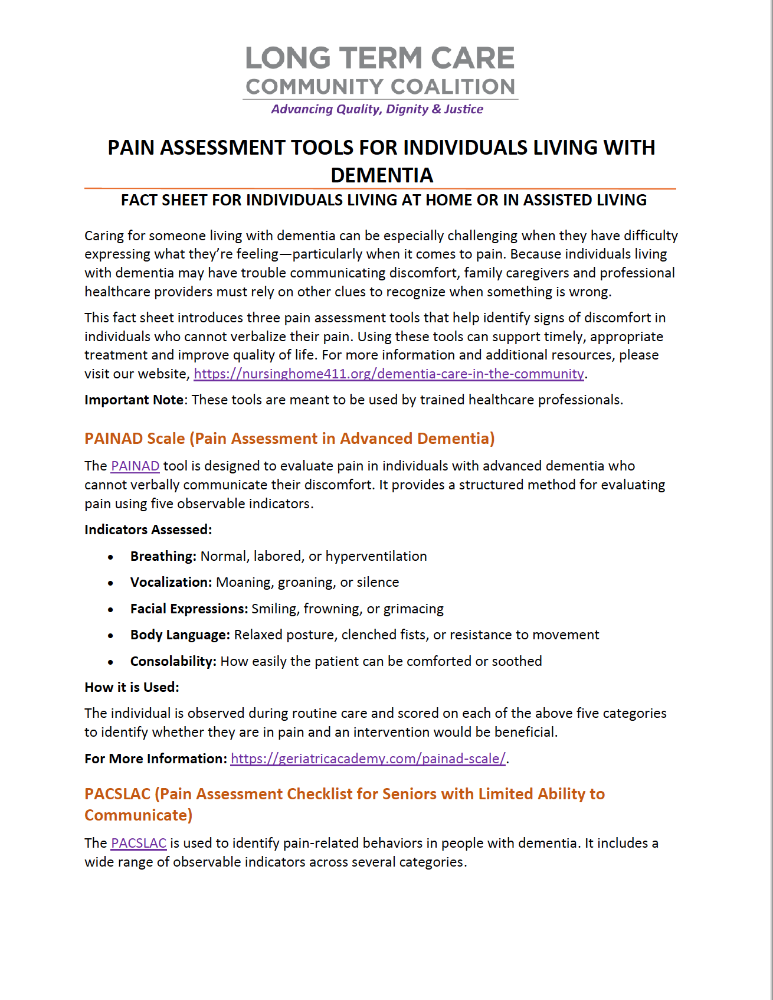 LONG TERM CARE
COMMUNITY COALITION
Advancing Quality, Dignity & Justice
PAIN ASSESSMENT TOOLS FOR INDIVIDUALS LIVING WITH
DEMENTIA
FACT SHEET FOR INDIVIDUALS LIVING AT HOME OR IN ASSISTED LIVING
Caring for someone living with dementia can be especially challenging when they have difficulty
expressing what they’re feeling—particularly when it comes to pain. Because individuals living
with dementia may have trouble communicating discomfort, family caregivers and professional
healthcare providers must rely on other clues to recognize when something is wrong.
This fact sheet introduces three pain assessment tools that help identify signs of discomfort in
individuals who cannot verbalize their pain. Using these tools can support timely, appropriate
treatment and improve quality of life. For more information and additional resources, please
visit our website, https://nursinghome411.org/dementia-care-in-the-community.
Important Note: These tools are meant to be used by trained healthcare professionals.
PAINAD Scale (Pain Assessment in Advanced Dementia)
The PAINAD tool is designed to evaluate pain in individuals with advanced dementia who
cannot verbally communicate their discomfort. It provides a structured method for evaluating
pain using five observable indicators.
Indicators Assessed:
• Breathing: Normal, labored, or hyperventilation
• Vocalization: Moaning, groaning, or silence
• Facial Expressions: Smiling, frowning, or grimacing
• Body Language: Relaxed posture, clenched fists, or resistance to movement
• Consolability: How easily the patient can be comforted or soothed
How it is Used:
The individual is observed during routine care and scored on each of the above five categories
to identify whether they are in pain and an intervention would be beneficial.
For More Information: https://geriatricacademy.com/painad-scale/.
PACSLAC (Pain Assessment Checklist for Seniors with Limited Ability to
Communicate)
The PACSLAC is used to identify pain-related behaviors in people with dementia. It includes a
wide range of observable indicators across several categories.